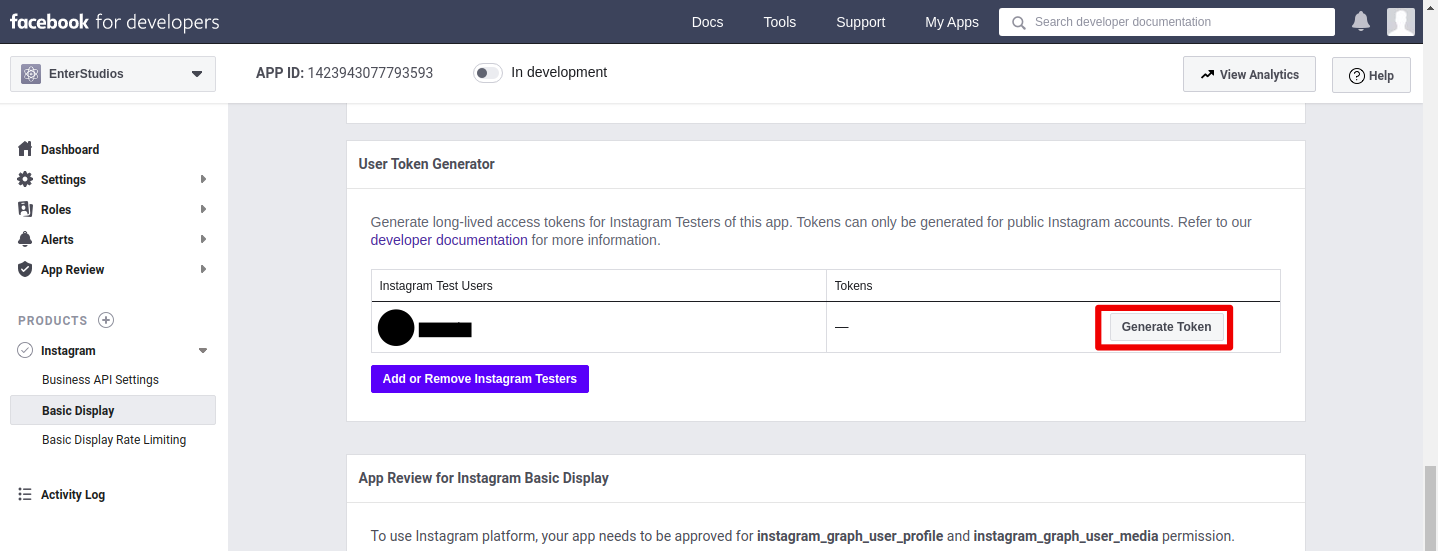 facebook for developers
Docs
Tools
Support
My Apps
Search developer documentation
EnterStudios
APP ID: 1423943077793593
In development
View Analytics
Help
Dashboard
Settings
Roles
Alerts
App Review
PRODUCTS
Instagram
Business API Settings
Basic Display
Basic Display Rate Limiting
Activity Log
User Token Generator
Generate long-lived access tokens for Instagram Testers of this app. Tokens can only be generated for public Instagram accounts. Refer to our
developer documentation for more information.
Instagram Test Users
Tokens
—
Generate Token
Add or Remove Instagram Testers
App Review for Instagram Basic Display
To use Instagram platform, your app needs to be approved for instagram_graph_user_profile and instagram_graph_user_media permission.